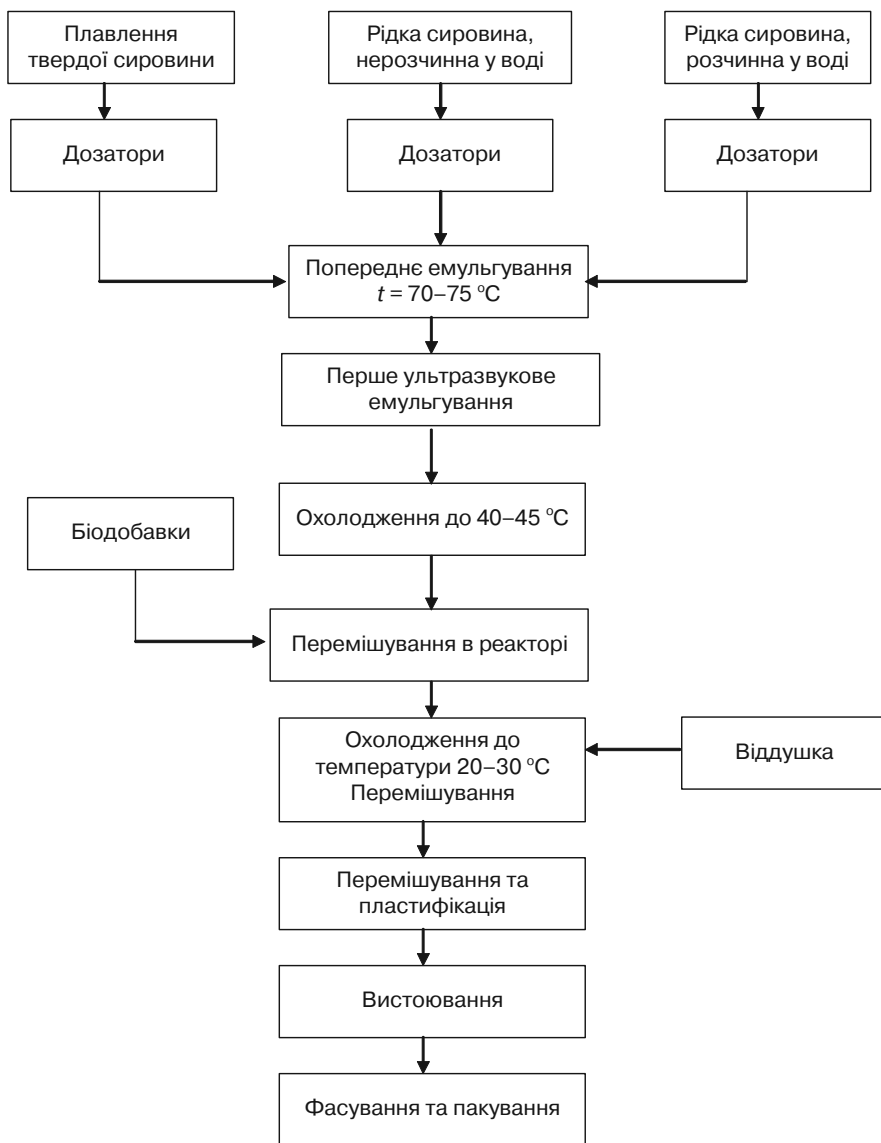 Плавлення
твердої сировини
Рідка сировина,
нерозчинна у воді
Рідка сировина,
розчинна у воді
Дозатори
Дозатори
Дозатори
Попереднє емульгування
t = 70–75 °C
Перше ультразвукове
емульгування
Охолодження до 40–45 °C
Біодобавки
Перемішування в реакторі
Охолодження до
температури 20–30 °C
Перемішування
Віддушка
Перемішування та
пластифікація
Вистоювання
Фасування та пакування